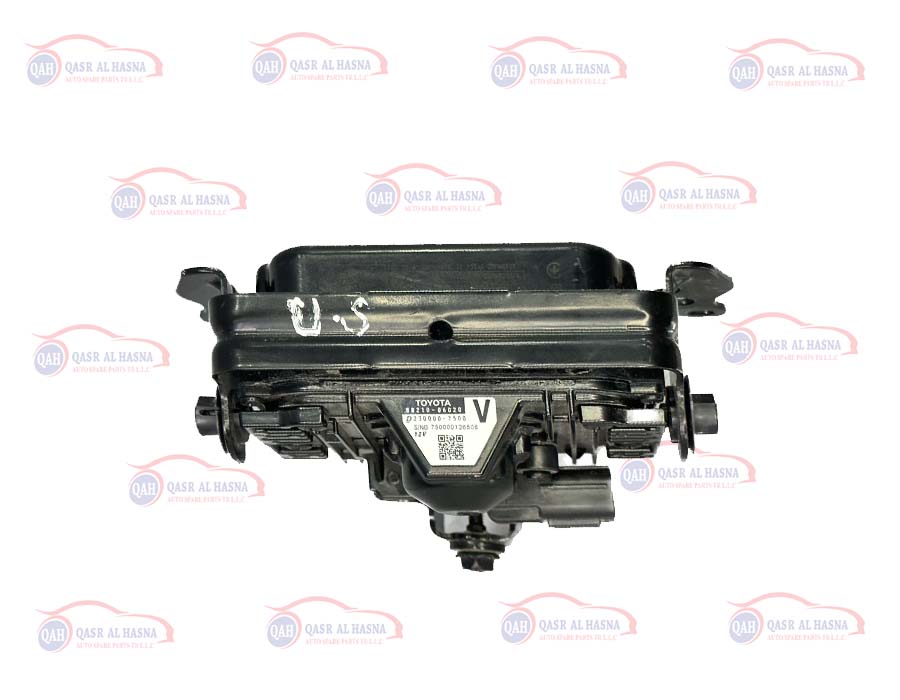 QAH QASR AL HASNA
AUTO SPARE PARTS TR L.L.C
QAH QASR AL HASNA
AUTO SPARE PARTS TR L.L.C
QAH QASR AL HASNA
AUTO SPARE PARTS TR L.L.C
QAH QASR AL HASNA
AUTO SPARE PARTS TR L.L.C
QAH QASR AL HASNA
AUTO SPARE PARTS TR L.L.C
QAH QASR AL HASNA
AUTO SPARE PARTS TR L.L.C
QAH QASR AL HASNA
AUTO SPARE PARTS TR L.L.C
U.S
QAH QASR AL HASNA
AUTO SPARE PARTS TR L.L.C
QAH QASR AL HASNA
AUTO SPARE PARTS TR L.L.C
TOYOTA
88210-06020 V
D270000-7500
S/NO 750000126506
12V
QAH QASR AL HASNA
AUTO SPARE PARTS TR L.L.C
QAH QASR AL HASNA
AUTO SPARE PARTS TR L.L.C
QAH QASR AL HASNA
AUTO SPARE PARTS TR L.L.C
QAH QASR AL HASNA
AUTO SPARE PARTS TR L.L.C
QAH QASR AL HASNA
AUTO SPARE PARTS TR L.L.C
QAH QASR AL HASNA
AUTO SPARE PARTS TR L.L.C